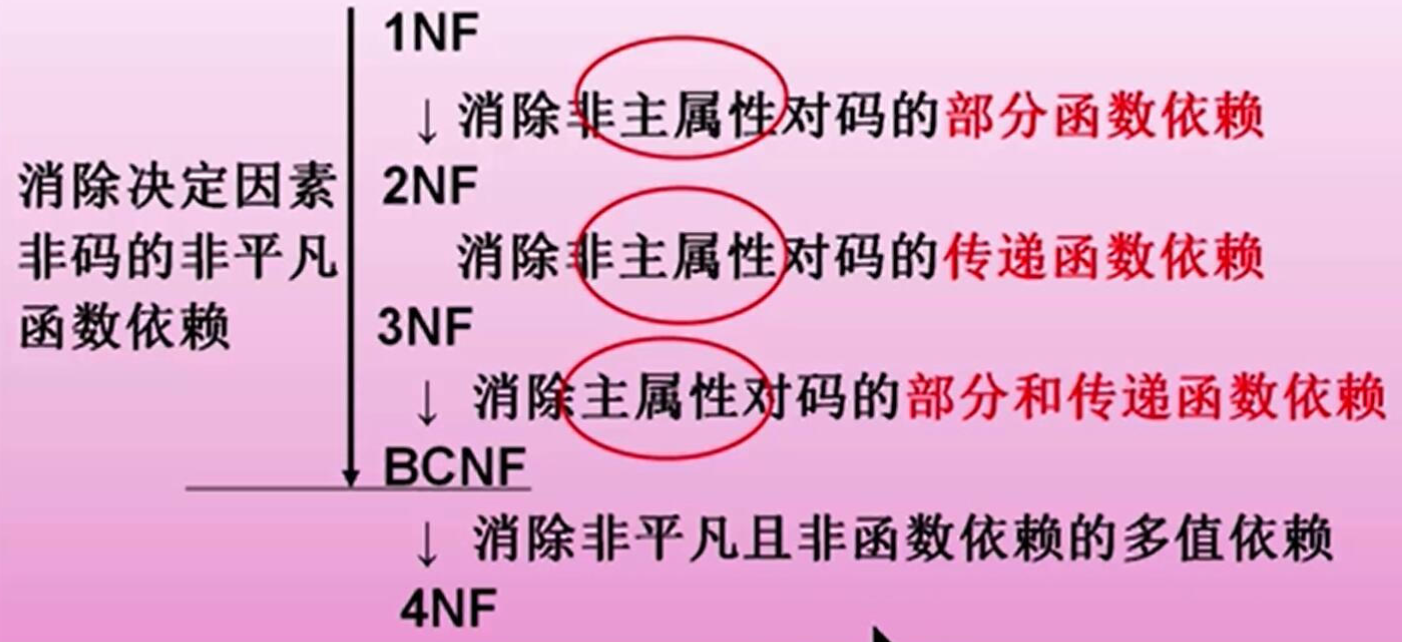 1NF
↓ 消除非主属性对码的部分函数依赖
2NF
消除非主属性对码的传递函数依赖
3NF
↓ 消除主属性对码的部分和传递函数依赖
BCNF
↓ 消除非平凡且非函数依赖的多值依赖
4NF
消除决定因素
非码的非平凡
函数依赖